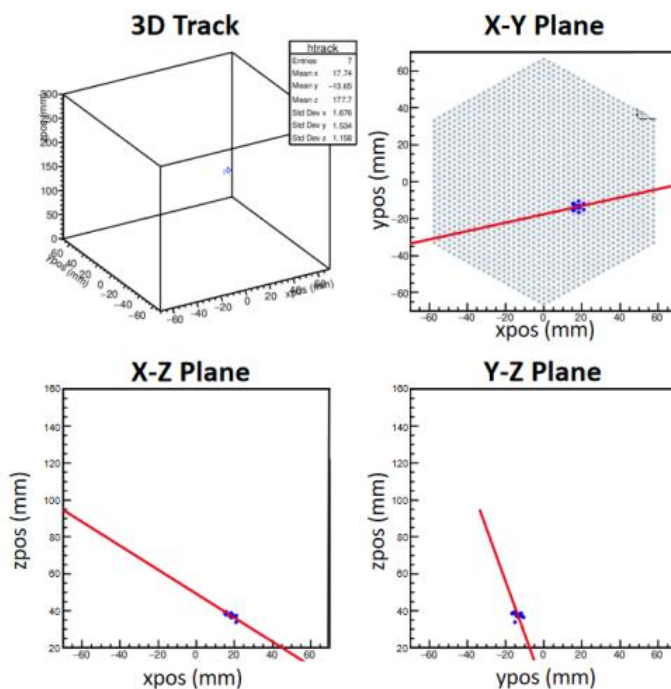 3D Track
X-Y Plane
htrack
Entries 7
Mean x 17.74
Mean y −13.65
Mean z 177.7
Std Dev x 1.676
Std Dev y 1.534
Std Dev z 1.158
300
250
200
150
100
50
0
zpos (mm)
60 40 20 0 −20 −40 −60
ypos (mm)
−60 −40 −20 0 20 40 60
xpos (mm)
60
40
20
0
−20
−40
−60
ypos (mm)
−60 −40 −20 0 20 40 60
xpos (mm)
X-Z Plane
Y-Z Plane
160
140
120
100
80
60
40
20
zpos (mm)
−60 −40 −20 0 20 40 60
xpos (mm)
160
140
120
100
80
60
40
20
zpos (mm)
−60 −40 −20 0 20 40 60
ypos (mm)